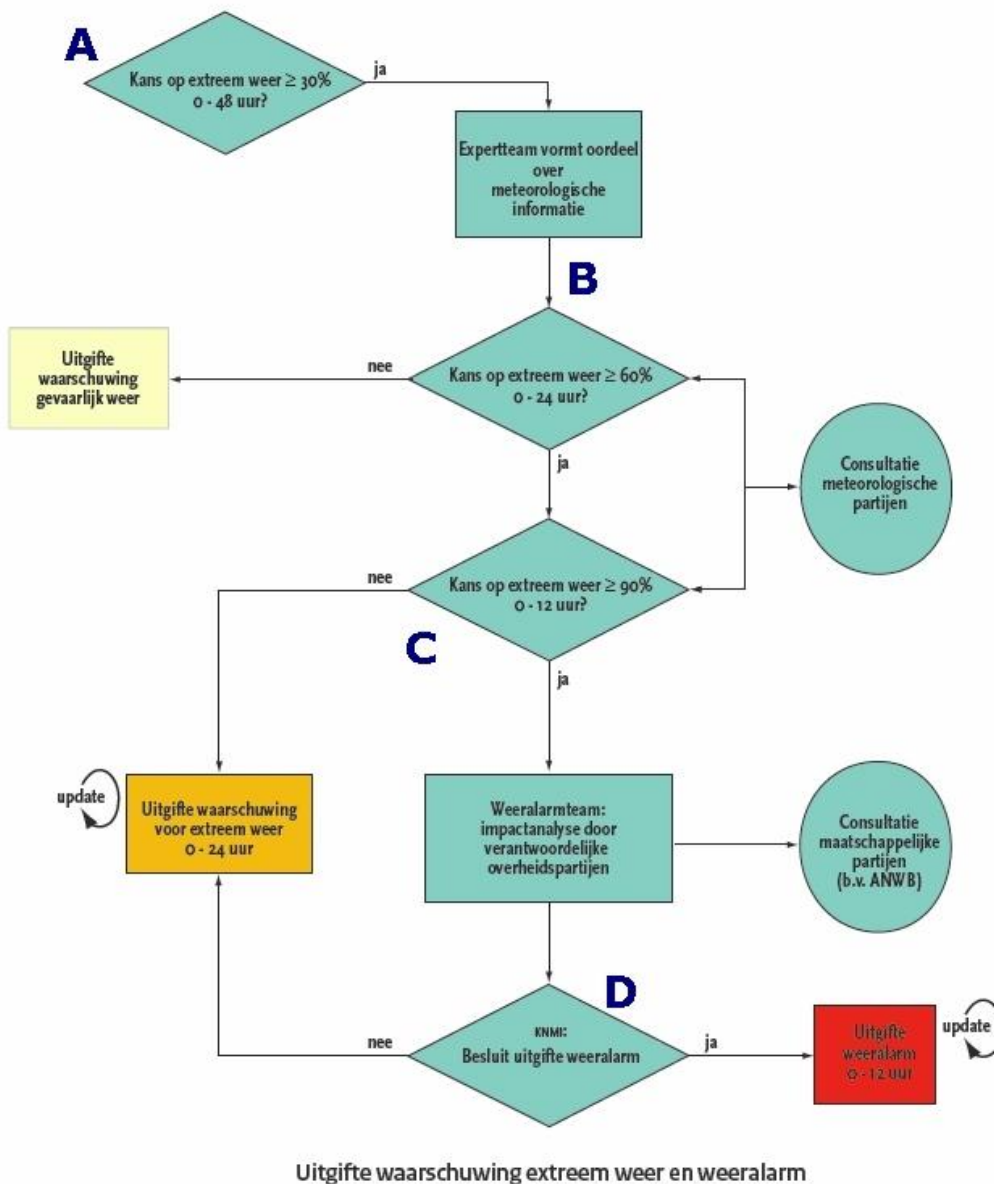 A
Kans op extreem weer ≥ 30%
0 - 48 uur?
ja
Expertteam vormt oordeel
over
meteorologische
informatie
B
Uitgifte
waarschuwing
gevaarlijk weer
nee
Kans op extreem weer ≥ 60%
0 - 24 uur?
ja
Consultatie
meteorologische
partijen
nee
Kans op extreem weer ≥ 90%
0 - 12 uur?
C
ja
update
Uitgifte waarschuwing
voor extreem weer
0 - 24 uur
Weeralarmteam:
impactanalyse door
verantwoordelijke
overheidspartijen
Consultatie
maatschappelijke
partijen
(b.v. ANWB)
D
nee
KNMI:
Besluit uitgifte weeralarm
ja
Uitgifte
weeralarm
0 - 12 uur
update
Uitgifte waarschuwing extreem weer en weeralarm